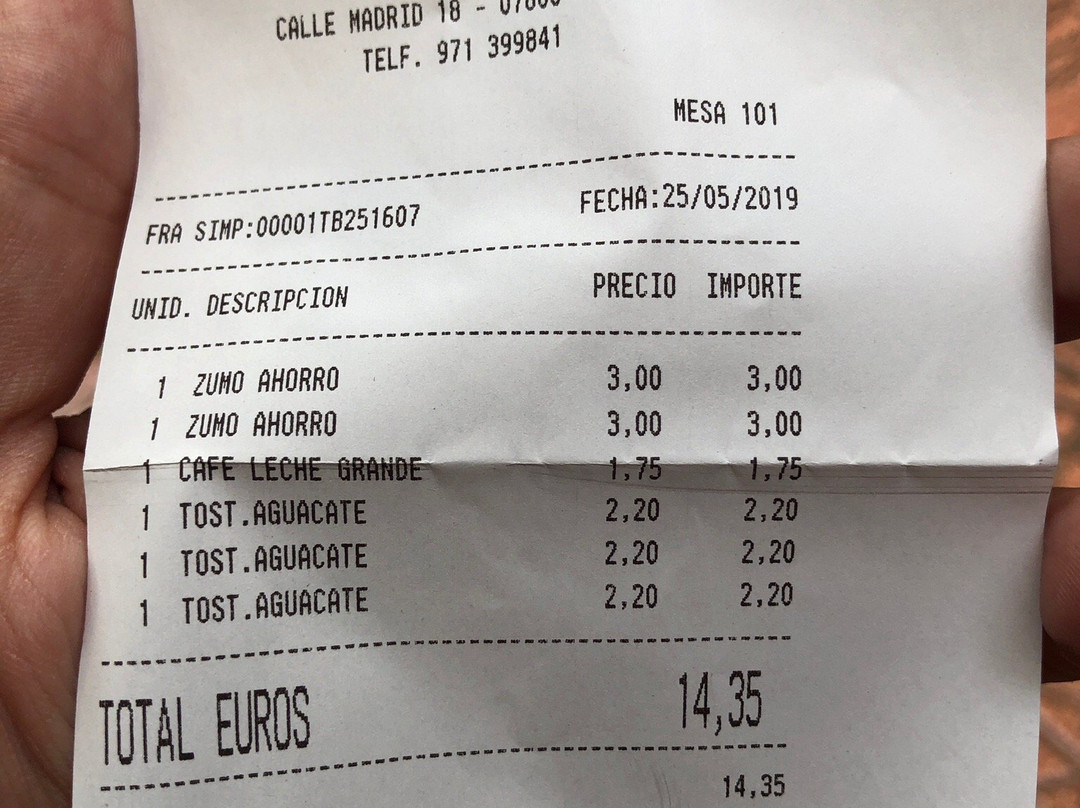 CALLE MADRID 18 -
TELF. 971 399841
MESA 101
FRA SIMP:00001TB251607 FECHA:25/05/2019
UNID. DESCRIPCION PRECIO IMPORTE
1 ZUMO AHORRO 3,00 3,00
1 ZUMO AHORRO 3,00 3,00
1 CAFE LECHE GRANDE 1,75 1,75
1 TOST.AGUACATE 2,20 2,20
1 TOST.AGUACATE 2,20 2,20
1 TOST.AGUACATE 2,20 2,20
TOTAL EUROS 14,35
14,35